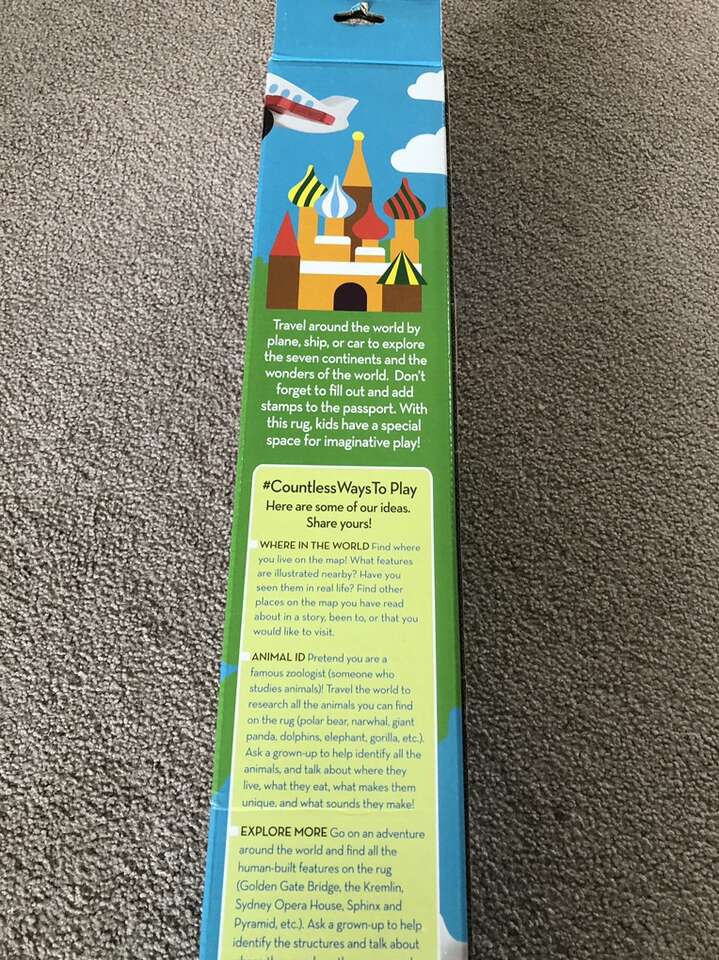 Travel around the world by
plane, ship, or car to explore
the seven continents and the
wonders of the world. Don't
forget to fill out and add
stamps to the passport. With
this rug, kids have a special
space for imaginative play!
#CountlessWaysTo Play
Here are some of our ideas.
Share yours!
WHERE IN THE WORLD Find where
you live on the map! What features
are illustrated nearby? Have you
seen them in real life? Find other
places on the map you have read
about in a story, been to, or that you
would like to visit.
ANIMAL ID Pretend you are a
famous zoologist (someone who
studies animals)! Travel the world to
research all the animals you can find
on the rug (polar bear, narwhal, giant
panda, dolphins, elephant, gorilla, etc.).
Ask a grown-up to help identify all the
animals, and talk about where they
live, what they eat, what makes them
unique, and what sounds they make!
EXPLORE MORE Go on an adventure
around the world and find all the
human-built features on the rug
(Golden Gate Bridge, the Kremlin,
Sydney Opera House, Sphinx and
Pyramid, etc.). Ask a grown-up to help
identify the structures and talk about